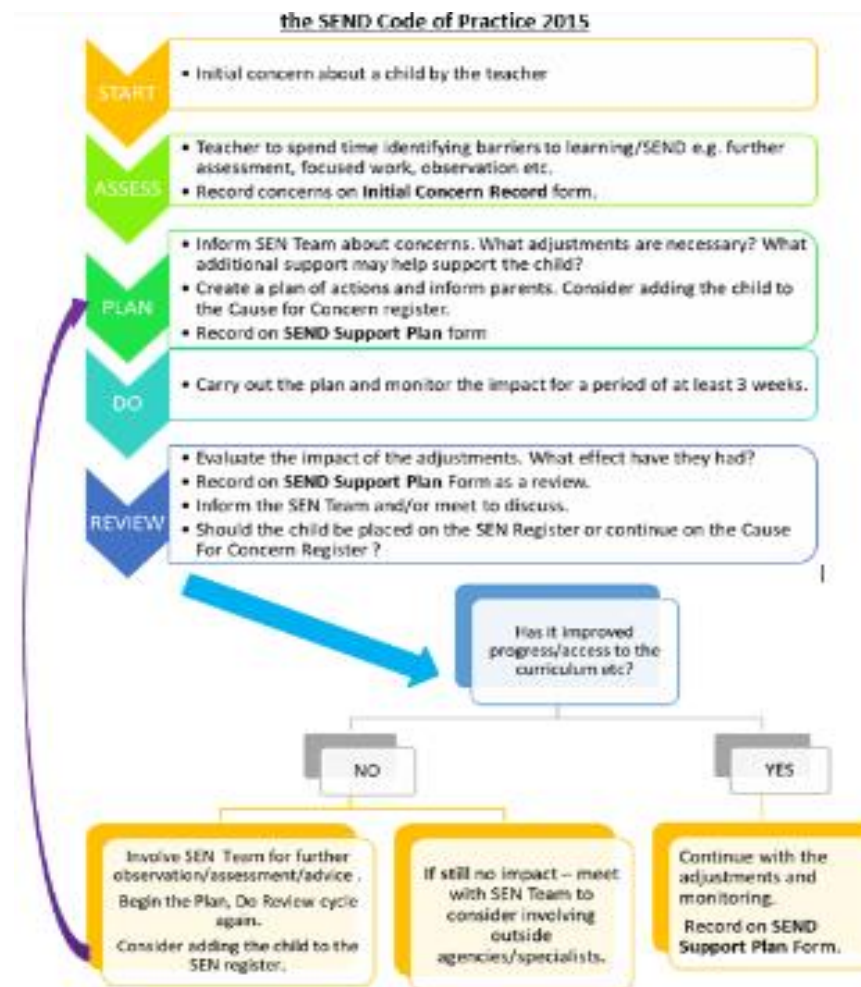 the SEND Code of Practice 2015
START
• Initial concern about a child by the teacher
ASSESS
• Teacher to spend time identifying barriers to learning/SEND e.g. further
assessment, focused work, observation etc.
• Record concerns on Initial Concern Record form.
PLAN
• Inform SEN Team about concerns. What adjustments are necessary? What
additional support may help support the child?
• Create a plan of actions and inform parents. Consider adding the child to
the Cause for Concern register.
• Record on SEND Support Plan form
DO
• Carry out the plan and monitor the impact for a period of at least 3 weeks.
REVIEW
• Evaluate the impact of the adjustments. What effect have they had?
• Record on SEND Support Plan Form as a review.
• Inform the SEN Team and/or meet to discuss.
• Should the child be placed on the SEN Register or continue on the Cause
For Concern Register ?
Has it improved
progress/access to the
curriculum etc?
NO
YES
Involve SEN Team for further
observation/assessment/advice .
Begin the Plan, Do Review cycle
again.
Consider adding the child to the
SEN register.
If still no impact – meet
with SEN Team to
consider involving
outside
agencies/specialists.
Continue with the
adjustments and
monitoring.
Record on SEND
Support Plan Form.